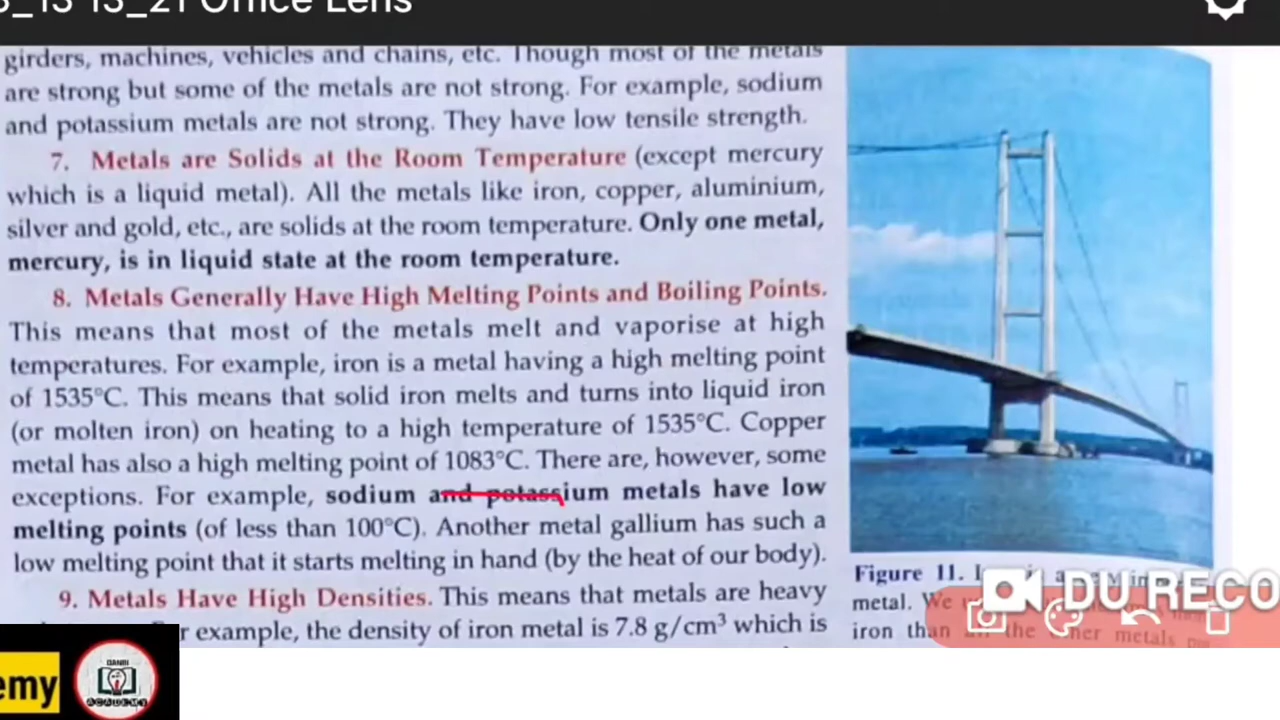 13_21 Office Lens
girders, machines, vehicles and chains, etc. Though most of the metals
are strong but some of the metals are not strong. For example, sodium
and potassium metals are not strong. They have low tensile strength.
7. Metals are Solids at the Room Temperature (except mercury
which is a liquid metal). All the metals like iron, copper, aluminium,
silver and gold, etc., are solids at the room temperature. Only one metal,
mercury, is in liquid state at the room temperature.
8. Metals Generally Have High Melting Points and Boiling Points.
This means that most of the metals melt and vaporise at high
temperatures. For example, iron is a metal having a high melting point
of 1535°C. This means that solid iron melts and turns into liquid iron
(or molten iron) on heating to a high temperature of 1535°C. Copper
metal has also a high melting point of 1083°C. There are, however, some
exceptions. For example, sodium and potassium metals have low
melting points (of less than 100°C). Another metal gallium has such a
low melting point that it starts melting in hand (by the heat of our body).
9. Metals Have High Densities. This means that metals are heavy
example, the density of iron metal is 7.8 g/cm³ which is
Figure 11.
metal. We
iron than all the other metals
DU RECO
emy
DANRI
ACADEMY